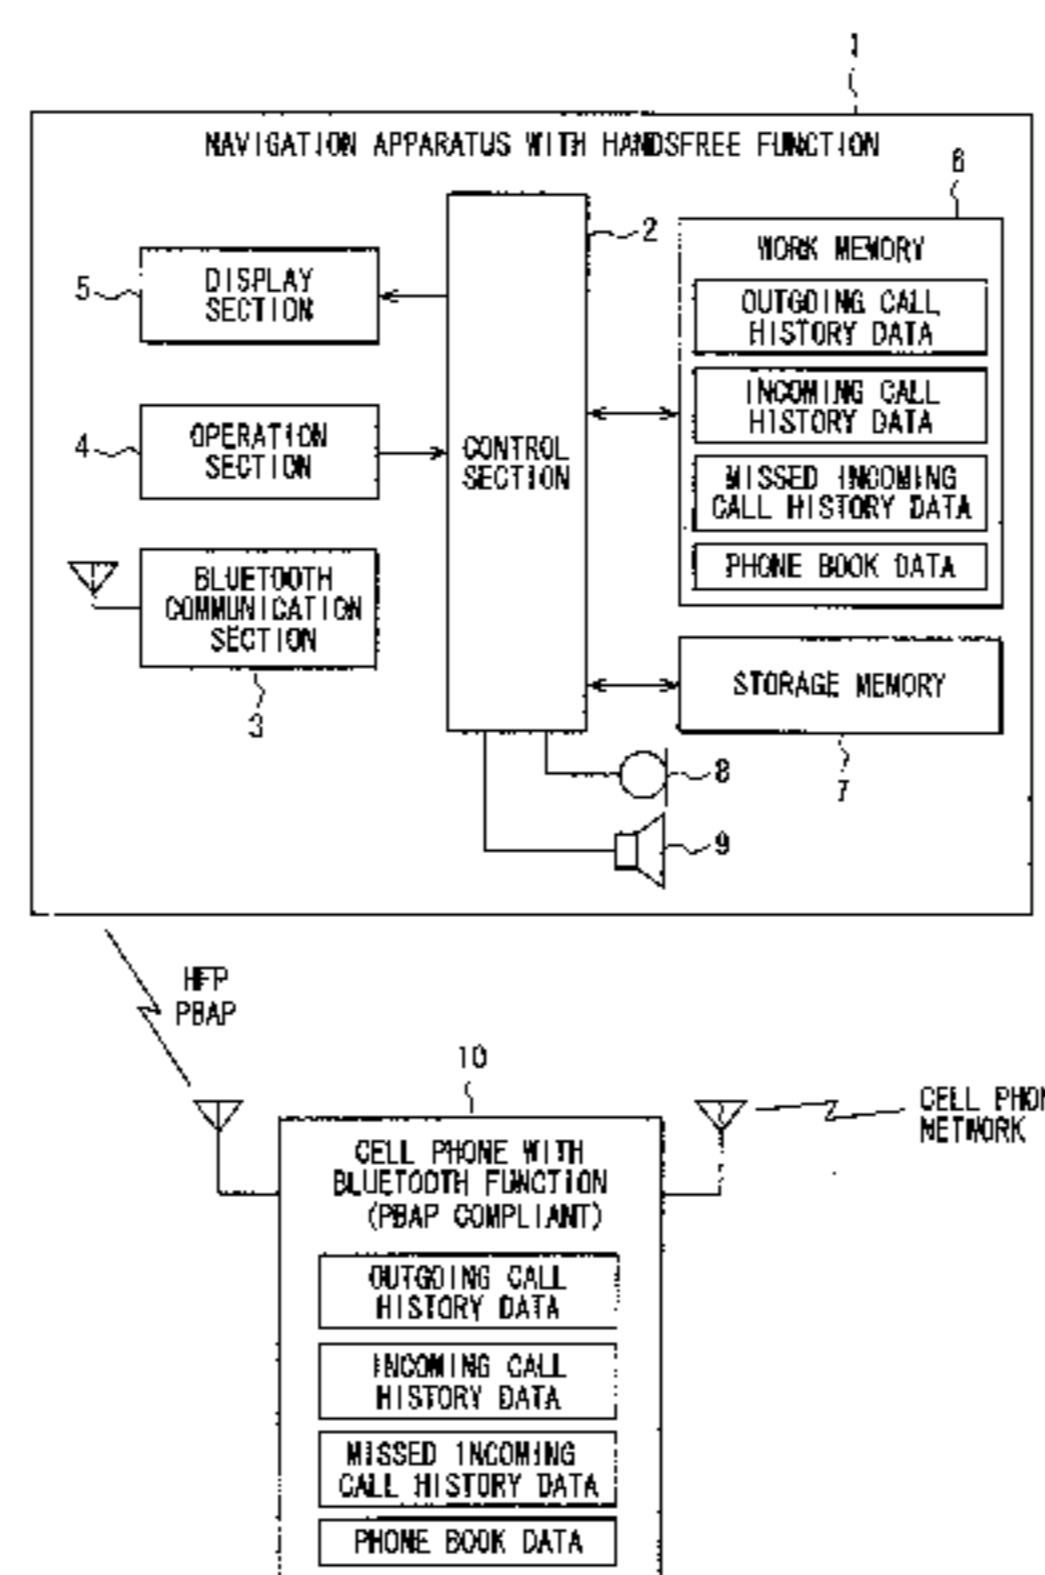 1
NAVIGATION APPARATUS WITH HANDSFREE FUNCTION
6
2
WORK MEMORY
5
DISPLAY
SECTION
OUTGOING CALL
HISTORY DATA
INCOMING CALL
HISTORY DATA
4
OPERATION
SECTION
CONTROL
SECTION
MISSED INCOMING
CALL HISTORY DATA
PHONE BOOK DATA
BLUETOOTH
COMMUNICATION
SECTION
3
STORAGE MEMORY
7
8
9
HFP
PBAP
10
CELL PHON
NETWORK
CELL PHONE WITH
BLUETOOTH FUNCTION
(PBAP COMPLIANT)
OUTGOING CALL
HISTORY DATA
INCOMING CALL
HISTORY DATA
MISSED INCOMING
CALL HISTORY DATA
PHONE BOOK DATA